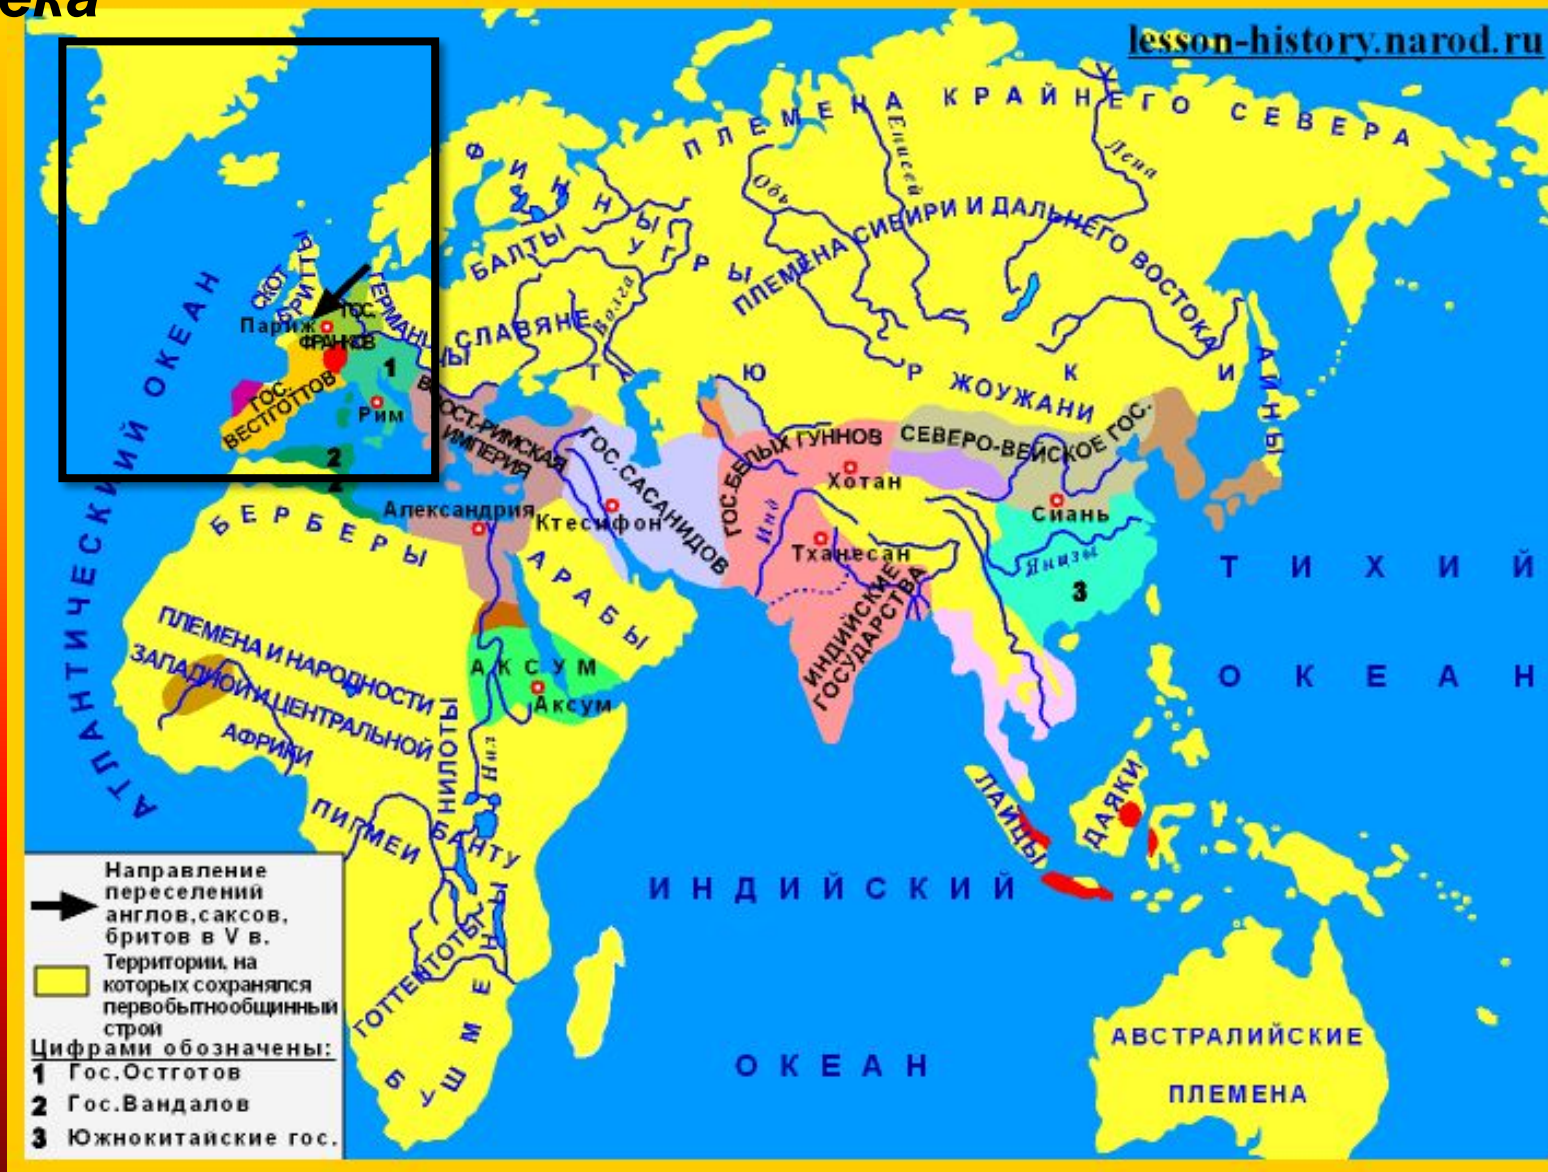 ека
lesson-history.narod.ru
ПЛЕМЕНА КРАЙНЕГО СЕВЕРА
Обь
Енисей
Лена
ФИННЫ
УГРЫ
БАЛТЫ
ПЛЕМЕНА СИБИРИ И ДАЛЬНЕГО ВОСТОКА
СКОТ
БРИТТЫ
ГЕРМАНЦЫ
СЛАВЯНЕ
Волга
Париж
ГОС.
ФРАНКОВ
1
ГОС.
ВЕСТГОТТОВ
Рим
2
2
ТЮРКИ
ЖОУЖАНИ
АЙНЫ
ВОСТ-РИМСКАЯ
ИМПЕРИЯ
ГОС.САСАНИДОВ
ГОС.БЕЛЫХ ГУННОВ
СЕВЕРО-ВЕЙСКОЕ ГОС.
Хотан
Сиань
Александрия
Ктесифон
Инд
Тханесан
Янцзы
3
БЕРБЕРЫ
АРАБЫ
ИНДИЙСКИЕ
ГОСУДАРСТВА
АТЛАНТИЧЕСКИЙ ОКЕАН
ТИХИЙ
ОКЕАН
ПЛЕМЕНА И НАРОДНОСТИ
ЗАПАДНОЙ И ЦЕНТРАЛЬНОЙ
АФРИКИ
АКСУМ
Аксум
НИЛОТЫ
Нил
ПИГМЕИ
БАНТУ
ЛАЙЦЫ
ДАЯКИ
ИНДИЙСКИЙ
ОКЕАН
ГОТТЕНТОТЫ
БУШМЕНЫ
АВСТРАЛИЙСКИЕ
ПЛЕМЕНА
Направление
переселений
англов,саксов,
бритов в V в.
Территории, на
которых сохранялся
первобытнообщинный
строй
Цифрами обозначены:
1 Гос.Остготов
2 Гос.Вандалов
3 Южнокитайские гос.